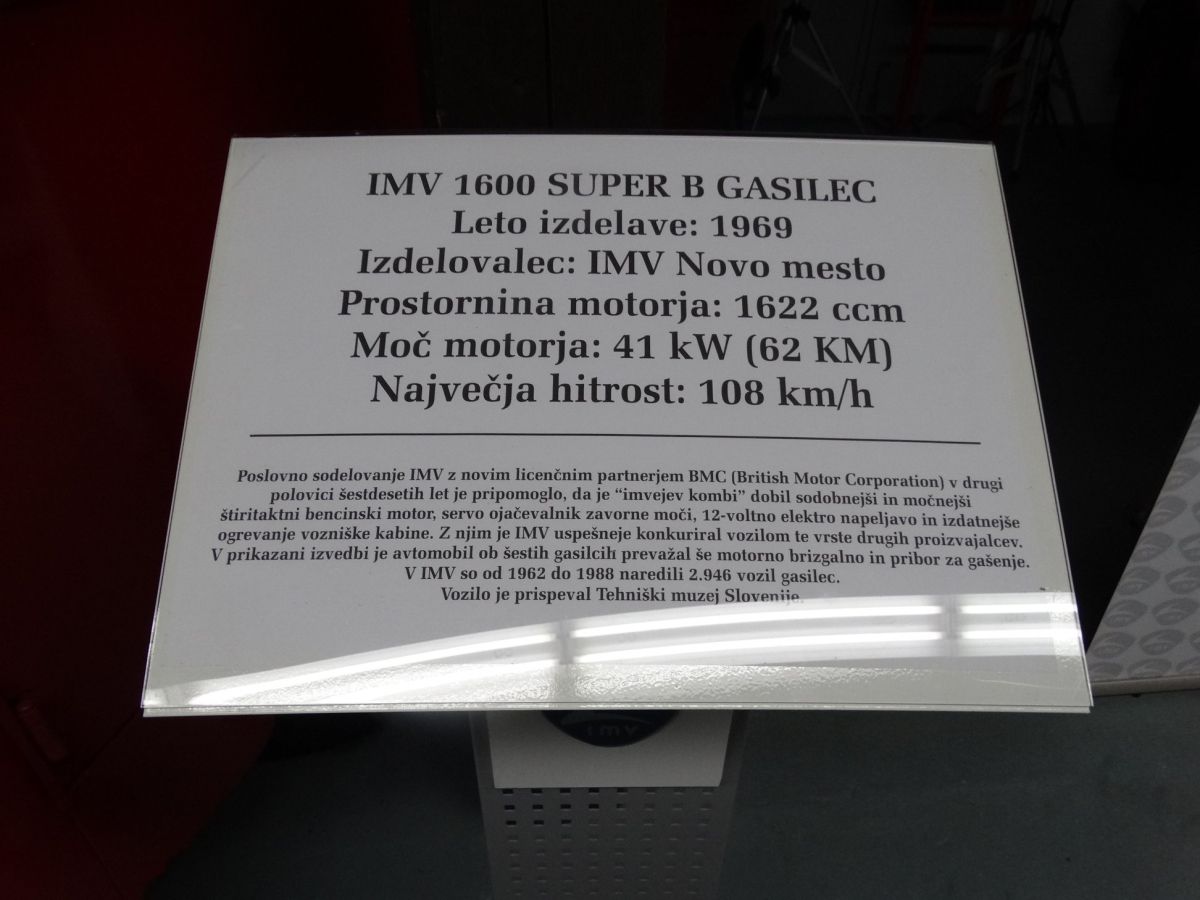 IMV 1600 SUPER B GASILEC
Leto izdelave: 1969
Izdelovalec: IMV Novo mesto
Prostornina motorja: 1622 ccm
Moč motorja: 41 kW (62 KM)
Največja hitrost: 108 km/h
Poslovno sodelovanje IMV z novim licenčnim partnerjem BMC (British Motor Corporation) v drugi
polovici šestdesetih let je pripomoglo, da je “imvejev kombi” dobil sodobnejši in močnejši
štiritaktni bencinski motor, servo ojačevalnik zavorne moči, 12-voltno elektro napeljavo in izdatnejše
ogrevanje vozniške kabine. Z njim je IMV uspešneje konkuriral vozilom te vrste drugih proizvajalcev.
V prikazani izvedbi je avtomobil ob šestih gasilcih prevažal še motorno brizgalno in pribor za gašenje.
V IMV so od 1962 do 1988 naredili 2.946 vozil gasilec.
Vozilo je prispeval Tehniški muzej Slovenije.
imv